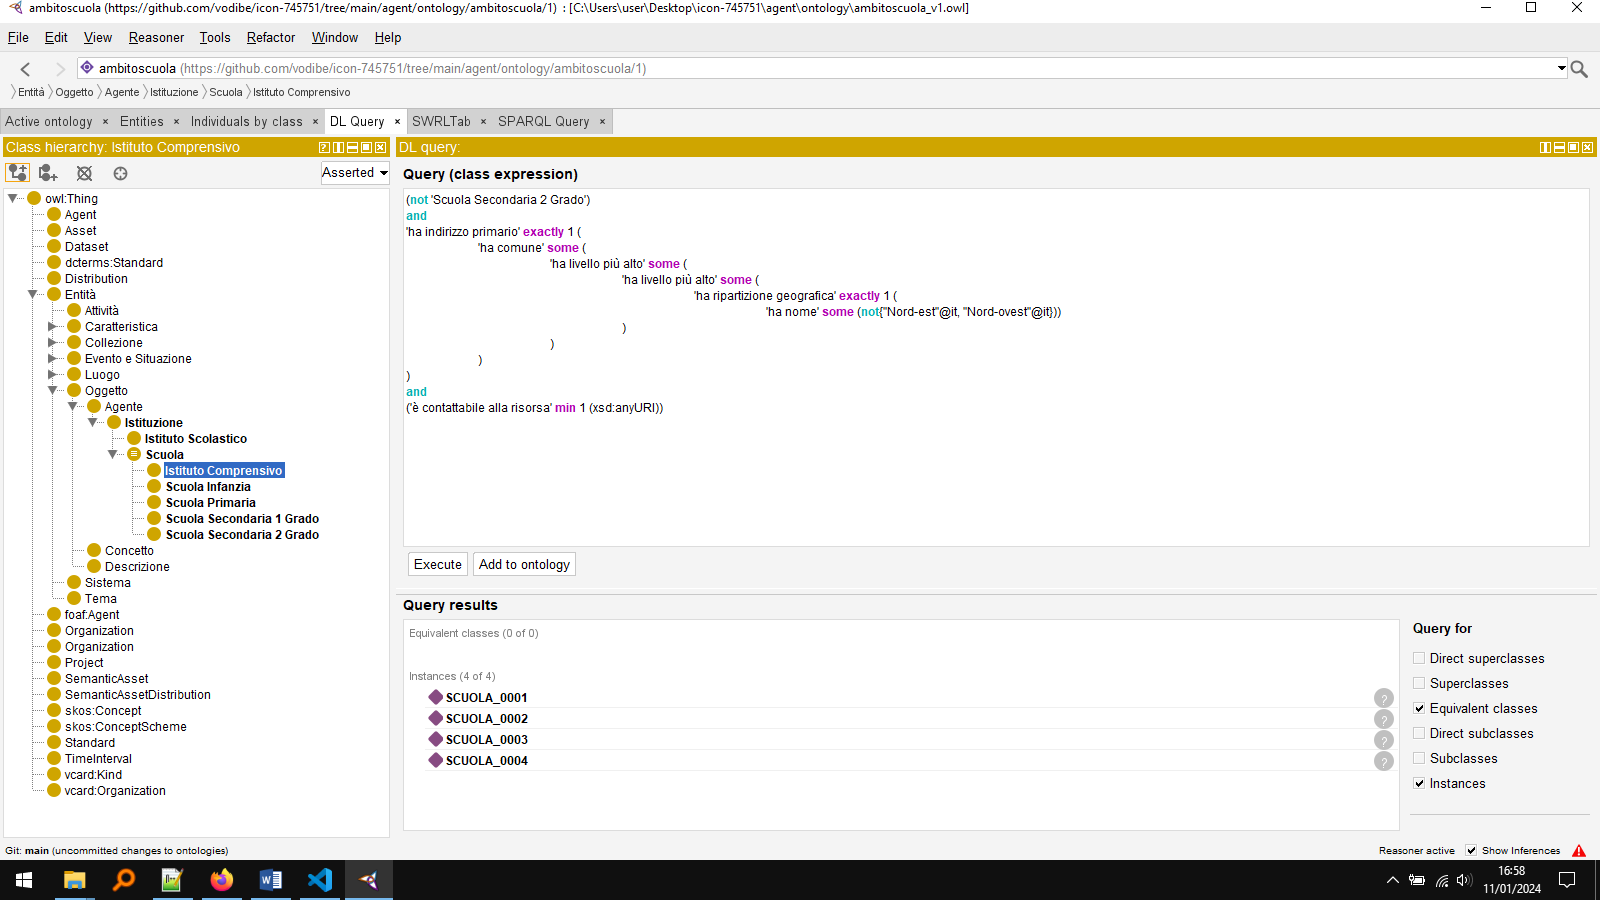 ambitoscuola (https://github.com/vodibe/icon-745751/tree/main/agent/ontology/ambitoscuola/1)  : [C:\Users\user\Desktop\icon-745751\agent\ontology\ambitoscuola_v1.owl]
File Edit View Reasoner Tools Refactor Window Help
ambitoscuola (https://github.com/vodibe/icon-745751/tree/main/agent/ontology/ambitoscuola/1)
Entità Oggetto Agente Istituzione Scuola Istituto Comprensivo
Active ontology × Entities × Individuals by class × DL Query × SWRLTab × SPARQL Query ×
Class hierarchy: Istituto Comprensivo
Asserted
owl:Thing
Agent
Asset
Dataset
dcterms:Standard
Distribution
Entità
Attività
Caratteristica
Collezione
Evento e Situazione
Luogo
Oggetto
Agente
Istituzione
Istituto Scolastico
Scuola
Istituto Comprensivo
Scuola Infanzia
Scuola Primaria
Scuola Secondaria 1 Grado
Scuola Secondaria 2 Grado
Concetto
Descrizione
Sistema
Tema
foaf:Agent
Organization
Organization
Project
SemanticAsset
SemanticAssetDistribution
skos:Concept
skos:ConceptScheme
Standard
TimeInterval
vcard:Kind
vcard:Organization
DL query:
Query (class expression)
(not 'Scuola Secondaria 2 Grado')
and
'ha indirizzo primario' exactly 1 (
'ha comune' some (
'ha livello più alto' some (
'ha livello più alto' some (
'ha ripartizione geografica' exactly 1 (
'ha nome' some (not{"Nord-est"@it, "Nord-ovest"@it}))
)
)
)
)
and
('è contattabile alla risorsa' min 1 (xsd:anyURI))
Execute Add to ontology
Query results
Equivalent classes (0 of 0)
Instances (4 of 4)
SCUOLA_0001 ?
SCUOLA_0002 ?
SCUOLA_0003 ?
SCUOLA_0004 ?
Query for
Direct superclasses
Superclasses
Equivalent classes
Direct subclasses
Subclasses
Instances
Git: main (uncommitted changes to ontologies)
Reasoner active Show Inferences
16:58
11/01/2024